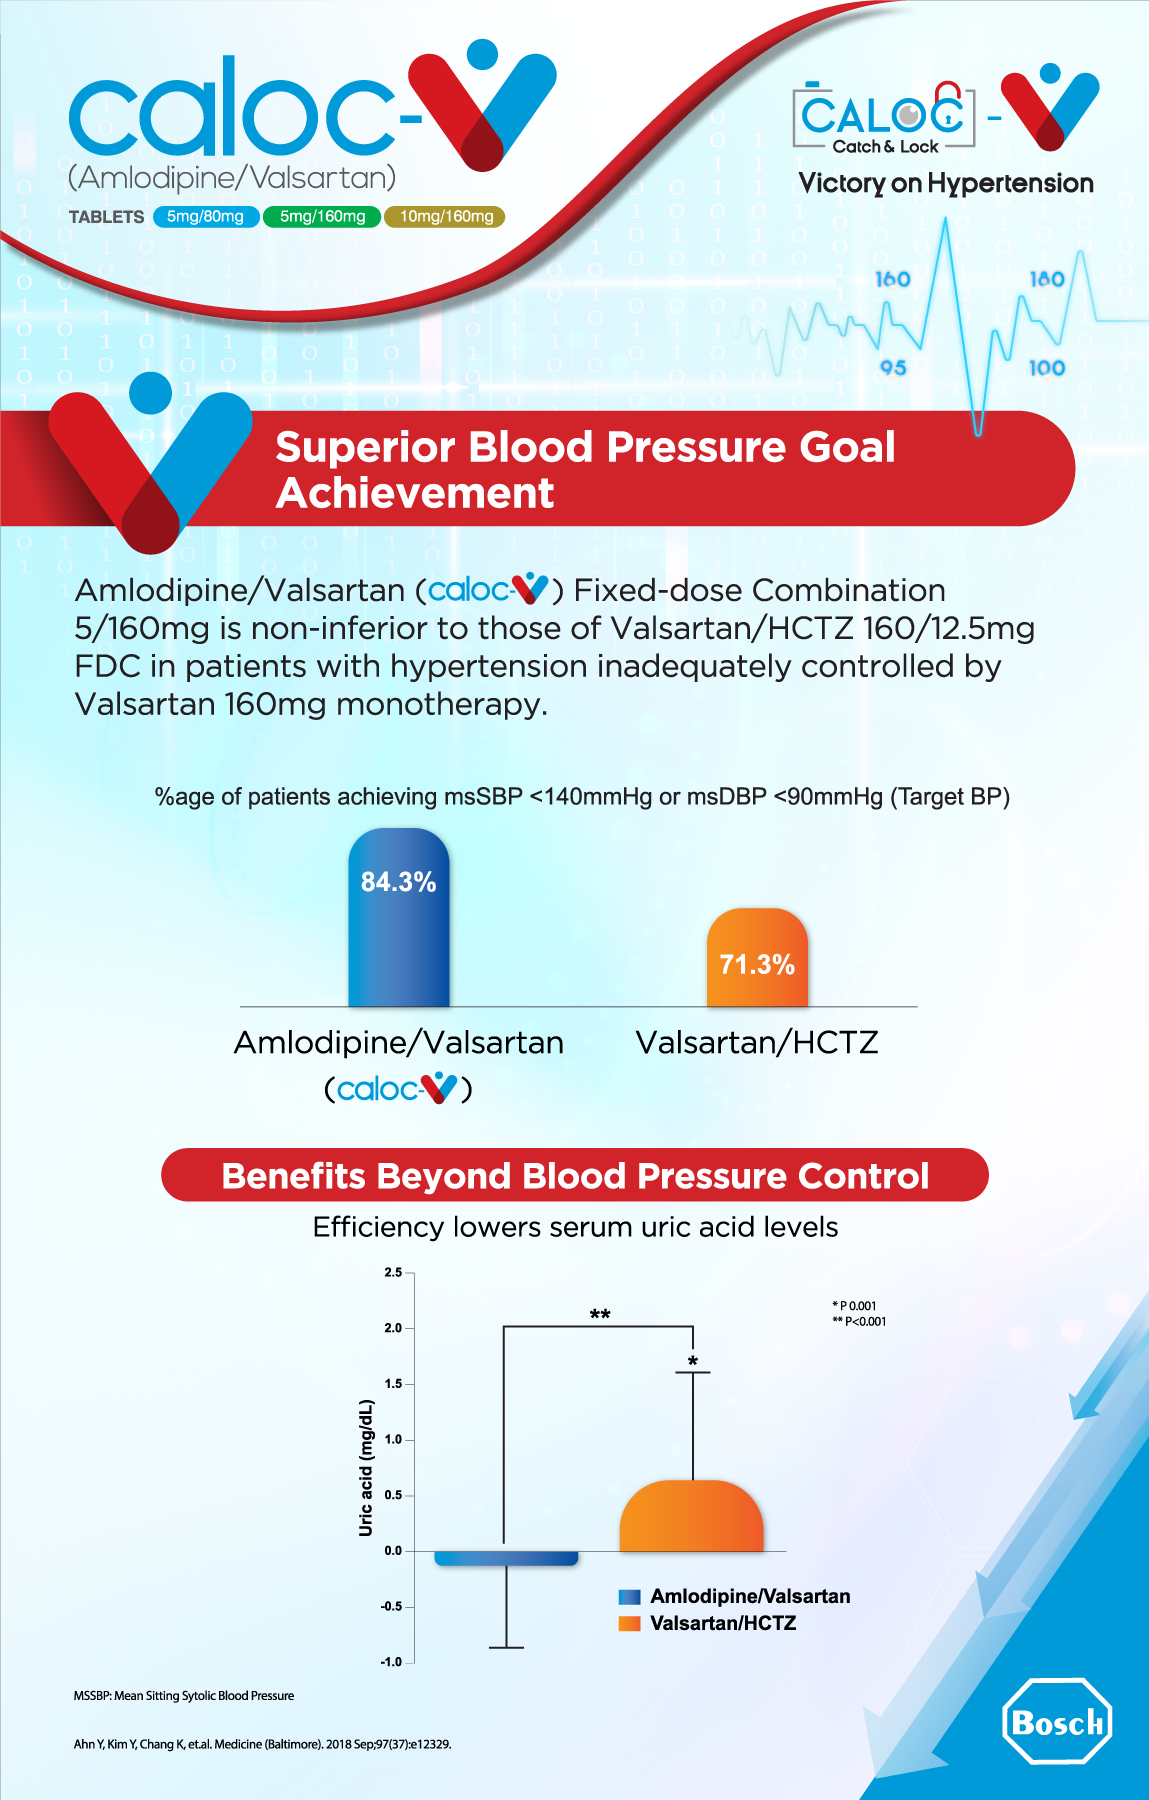 caloc-V
(Amlodipine/Valsartan)
TABLETS 5mg/80mg 5mg/160mg 10mg/160mg
CALOC - V
Catch & Lock
Victory on Hypertension
160 180
95 100
Superior Blood Pressure Goal
Achievement
Amlodipine/Valsartan (caloc-V) Fixed-dose Combination
5/160mg is non-inferior to those of Valsartan/HCTZ 160/12.5mg
FDC in patients with hypertension inadequately controlled by
Valsartan 160mg monotherapy.
%age of patients achieving msSBP <140mmHg or msDBP <90mmHg (Target BP)
84.3%
71.3%
Amlodipine/Valsartan Valsartan/HCTZ
(caloc-V)
Benefits Beyond Blood Pressure Control
Efficiency lowers serum uric acid levels
2.5
2.0
1.5
1.0
0.5
0.0
-0.5
-1.0
Uric acid (mg/dL)
**
*
* P 0.001
** P<0.001
Amlodipine/Valsartan
Valsartan/HCTZ
MSSBP: Mean Sitting Sytolic Blood Pressure
Ahn Y, Kim Y, Chang K, et.al. Medicine (Baltimore). 2018 Sep;97(37):e12329.
Bosch